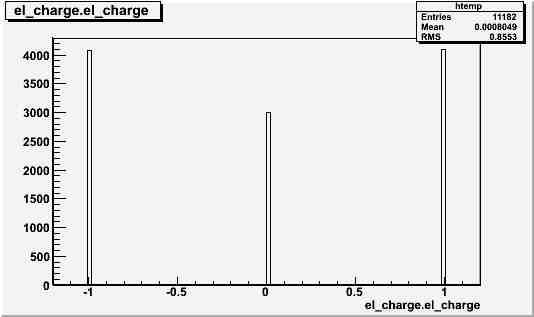 el_charge.el_charge
htemp
Entries 11182
Mean 0.0008049
RMS 0.8553
4000
3500
3000
2500
2000
1500
1000
500
0
-1 -0.5 0 0.5 1
el_charge.el_charge